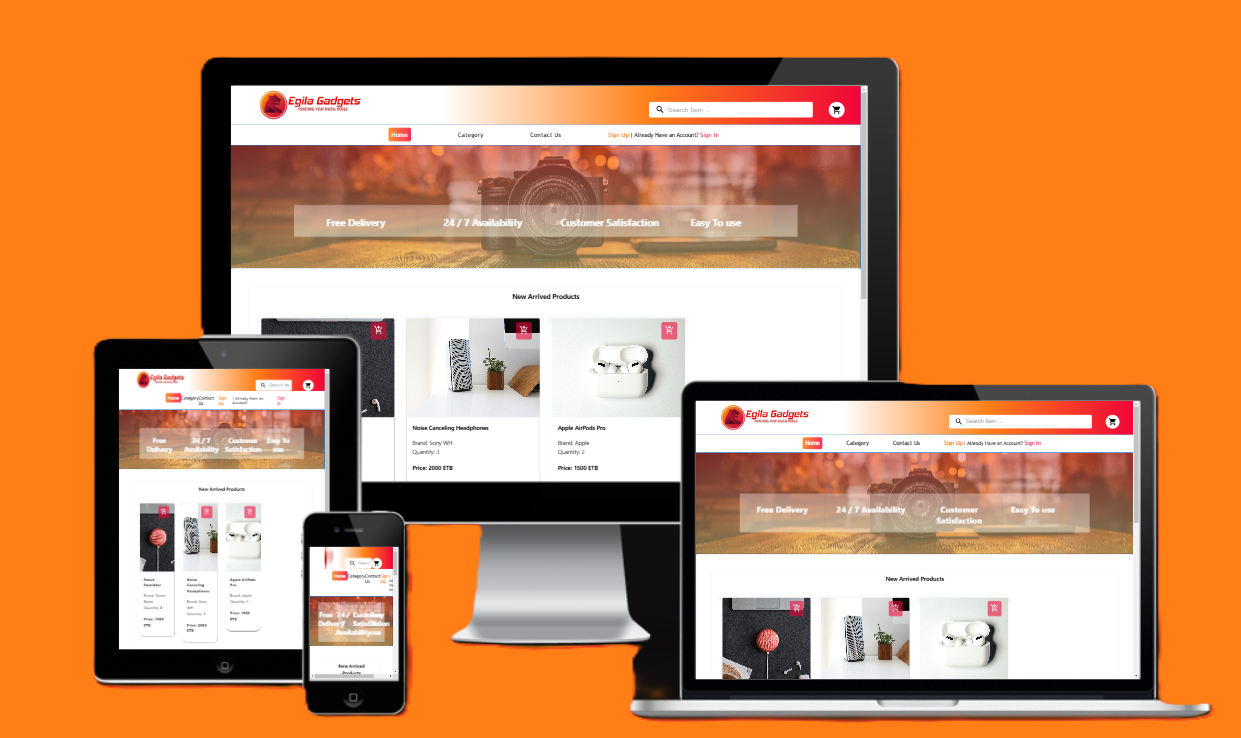 Egila Gadgets
POWERING YOUR DIGITAL WORLD
Search Item ...
Home
Category
Contact Us
Sign Up | Already Have an Account? Sign In
Free Delivery
24 / 7 Availability
Customer Satisfaction
Easy To use
New Arrived Products
Noise Canceling Headphones
Brand: Sony WH
Quantity: 3
Price: 2000 ETB
Apple AirPods Pro
Brand: Apple
Quantity: 2
Price: 1500 ETB
Egila Gadgets
Search Ite
Home
Category
Contact
Us
Sign
Up
| Already Have an
Account?
Sign
In
Free
Delivery
24 / 7
Availability
Customer
Satisfaction
Easy To
use
New Arrived Products
Smart
Soundbar
Quantity: 8
ETB
Noise
Canceling
Headphones
Brand: Sony
WH
Quantity: 3
Price: 2000
ETB
Apple AirPods
Pro
Brand: Apple
Quantity: 2
Price: 1500
ETB
Search
Home
Category
Contact
Us
Sign
Up
Free
Delivery
24 /
7
Availability
Customer
Satisfaction
use
New Arrived
Products
Egila Gadgets
POWERING YOUR DIGITAL WORLD
Search Item ...
Home
Category
Contact Us
Sign Up | Already Have an Account? Sign In
Free Delivery
24 / 7 Availability
Customer
Satisfaction
Easy To use
New Arrived Products